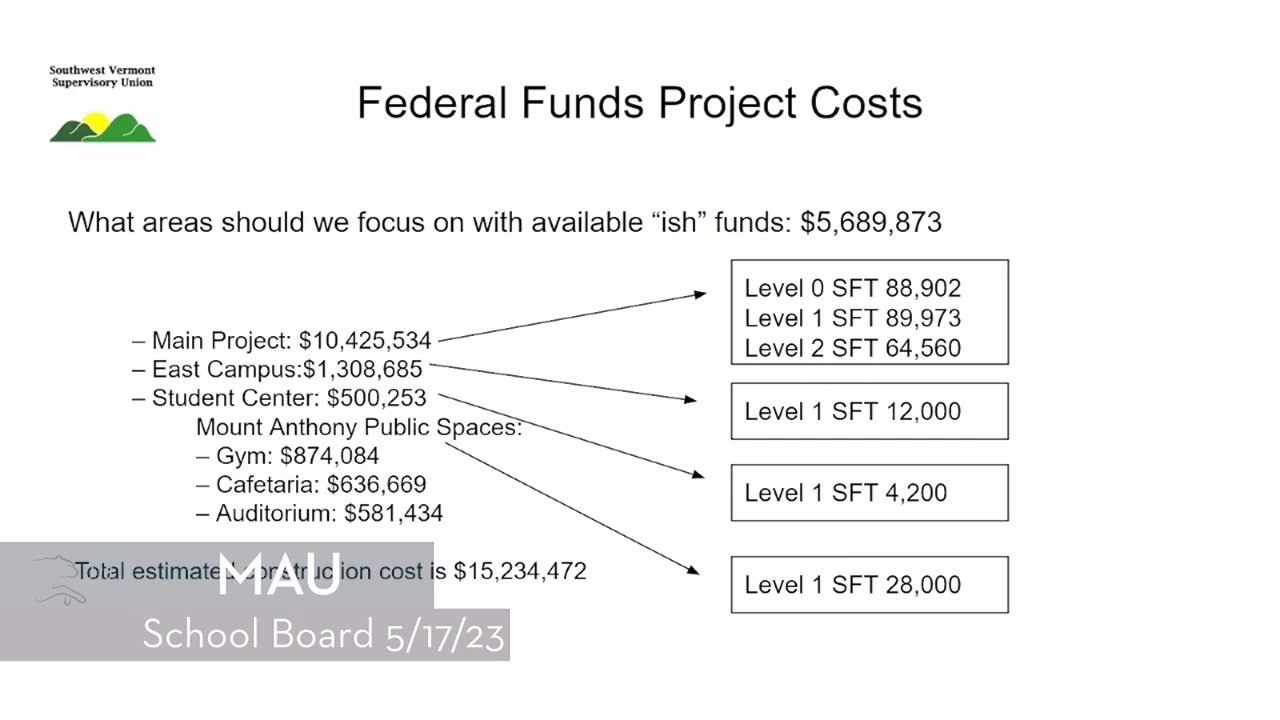 Southwest Vermont
Supervisory Union
Federal Funds Project Costs
What areas should we focus on with available “ish” funds: $5,689,873
– Main Project: $10,425,534
– East Campus:$1,308,685
– Student Center: $500,253
Mount Anthony Public Spaces:
– Gym: $874,084
– Cafetaria: $636,669
– Auditorium: $581,434
Total estimated construction cost is $15,234,472
Level 0 SFT 88,902
Level 1 SFT 89,973
Level 2 SFT 64,560
Level 1 SFT 12,000
Level 1 SFT 4,200
Level 1 SFT 28,000
MAU
School Board 5/17/23